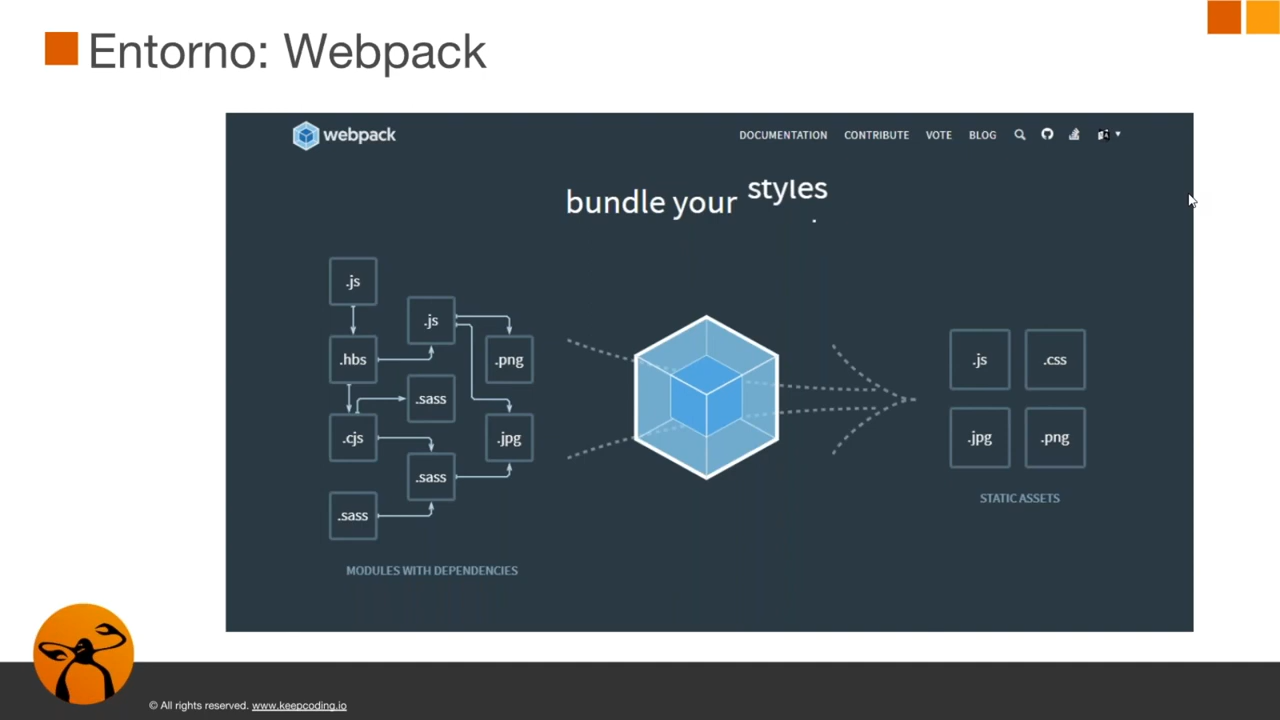 Entorno: Webpack
webpack
DOCUMENTATION CONTRIBUTE VOTE BLOG
bundle your styles
.js
.js
.hbs
.png
.sass
.cjs
.jpg
.sass
.sass
MODULES WITH DEPENDENCIES
.js .css
.jpg .png
STATIC ASSETS
© All rights reserved. www.keepcoding.io